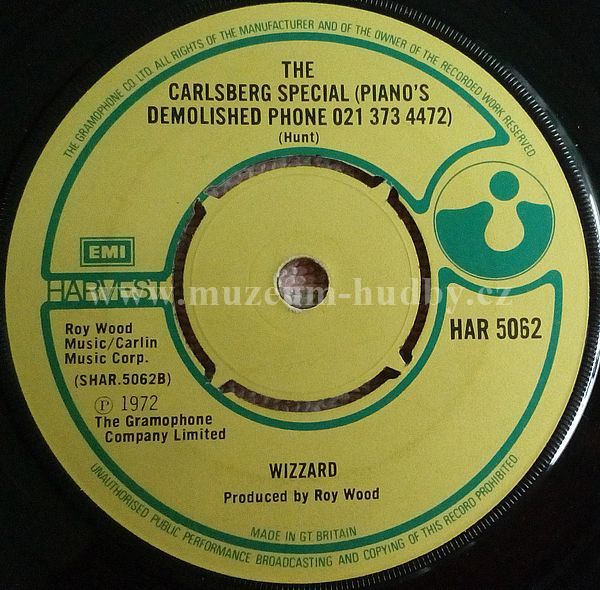 THE GRAMOPHONE CO LTD. ALL RIGHTS OF THE MANUFACTURER AND OF THE OWNER OF THE RECORDED WORK RESERVED
THE
CARLSBERG SPECIAL (PIANO'S
DEMOLISHED PHONE 021 373 4472)
(Hunt)
EMI
HARVEST
www.muzeum-hudby.cz
HAR 5062
Roy Wood
Music/Carlin
Music Corp.
(SHAR.5062B)
Ⓟ 1972
The Gramophone
Company Limited
WIZZARD
Produced by Roy Wood
MADE IN GT BRITAIN
UNAUTHORISED PUBLIC PERFORMANCE BROADCASTING AND COPYING OF THIS RECORD PROHIBITED